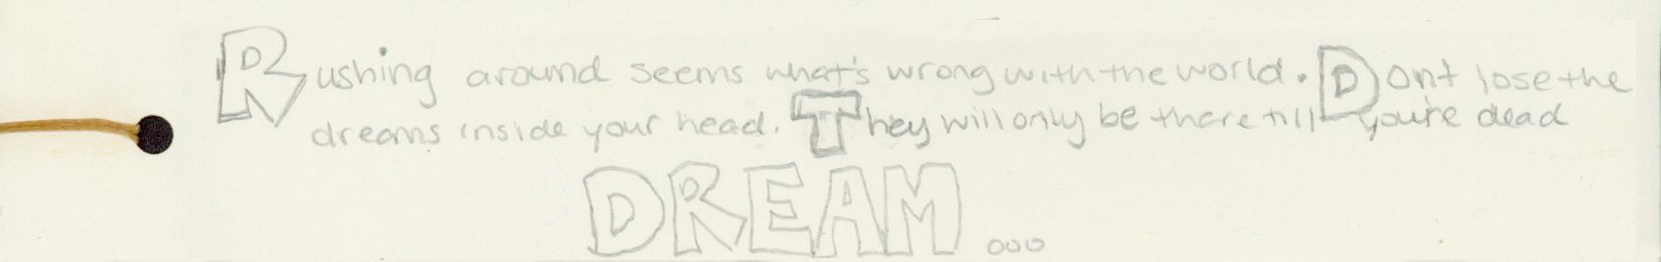 Rushing around seems what's wrong with the world. Dont lose the
dreams inside your head. They will only be there till you're dead
DREAM...